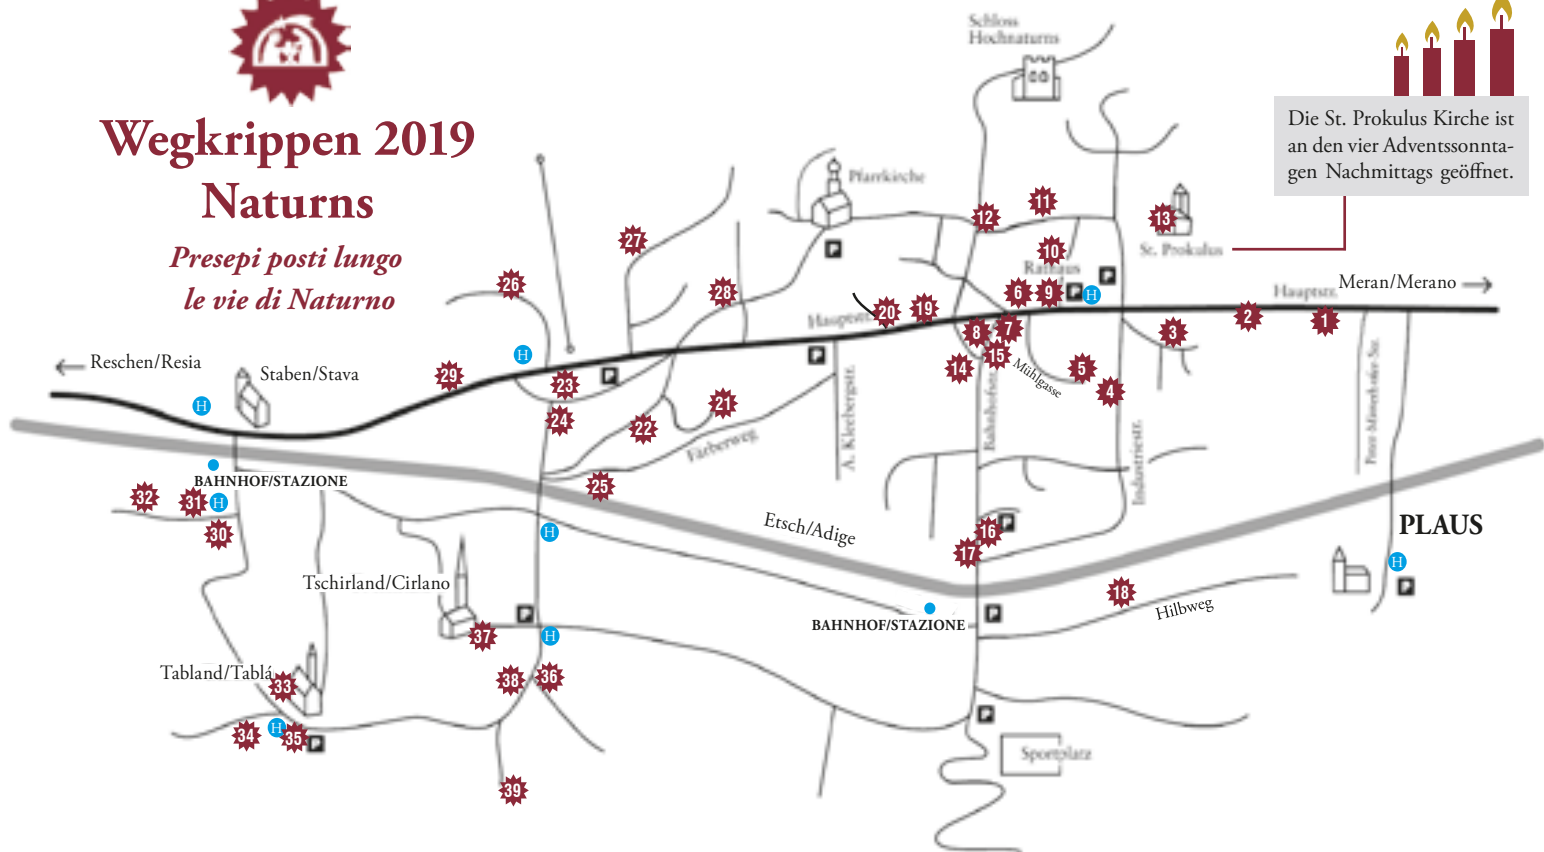 Wegkrippen 2019
Naturns
Presepi posti lungo
le vie di Naturno
Schloss
Hochnaturns
Die St. Prokulus Kirche ist
an den vier Adventssonnta-
gen Nachmittags geöffnet.
Pfarrkirche
P
27
12
11
13
St. Prokulus
10
Rathaus
P
26
28
6
9
P
H
Hauptstr.
Meran/Merano
20
19
Hauptstr.
8
7
3
2
1
Reschen/Resia
H
P
14
15
5
4
Mühlgasse
Staben/Stava
29
23
P
H
24
22
21
Färberweg
A. Kleebergstr.
Bahnhofstr.
Industriestr.
BAHNHOF/STAZIONE
32
31
H
30
25
H
Etsch/Adige
16
P
17
PLAUS
H
P
Tschirland/Cirlano
P
37
H
BAHNHOF/STAZIONE
P
18
Hilbweg
Tabland/Tablá
33
38
36
34
H
35
P
P
Sportplatz
39